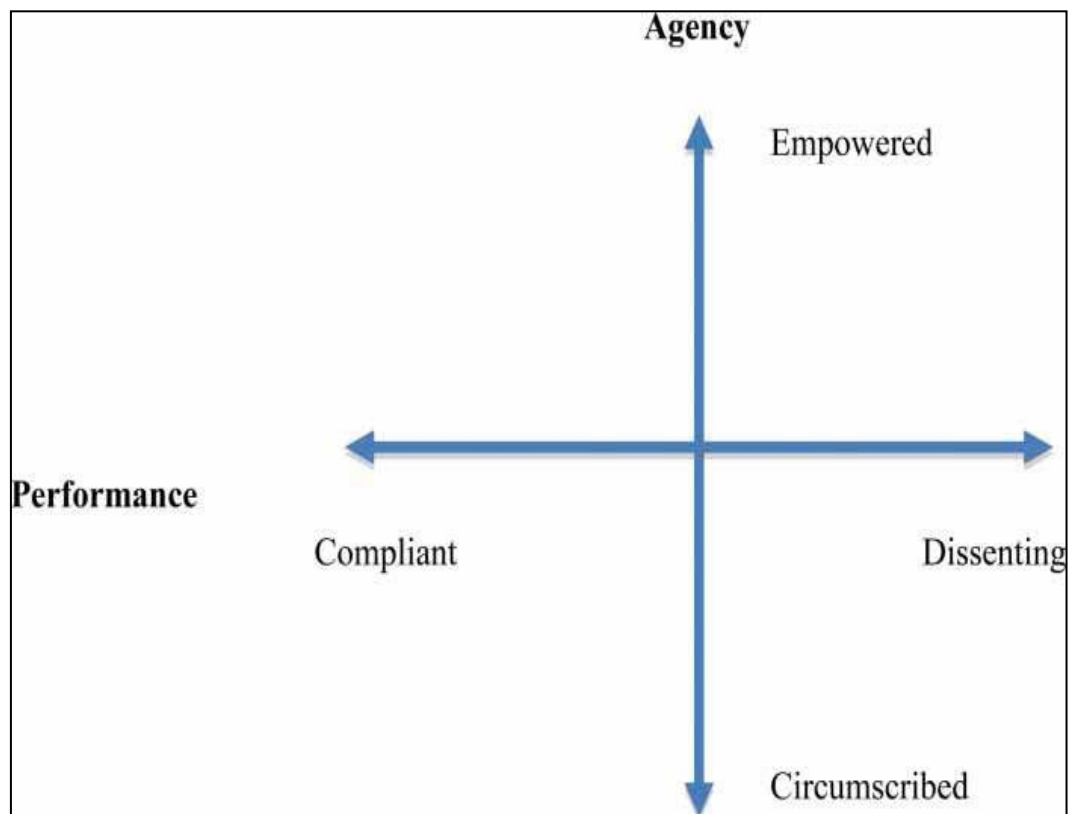 Agency
Empowered
Performance
Compliant
Dissenting
Circumscribed